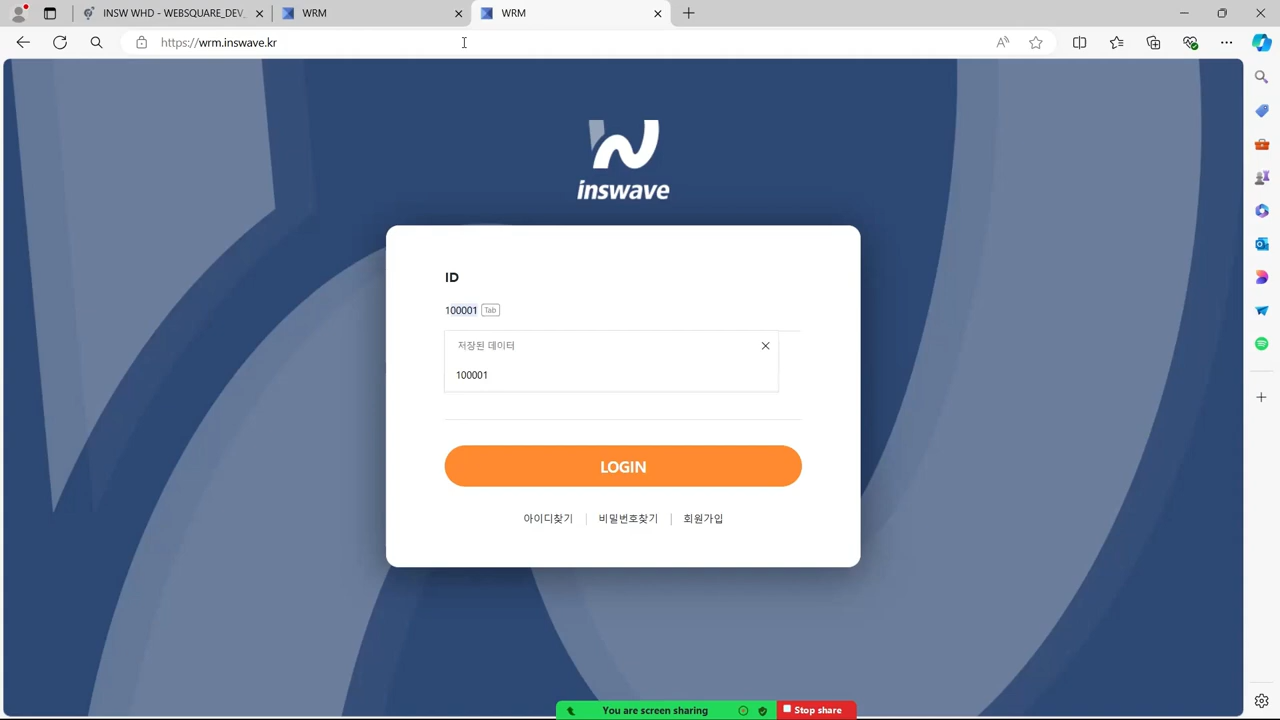 INSW WHD - WEBSQUARE_DEV_
WRM
WRM
https://wrm.inswave.kr
inswave
ID
100001 Tab
저장된 데이터
100001
LOGIN
아이디찾기
비밀번호찾기
회원가입
You are screen sharing
Stop share